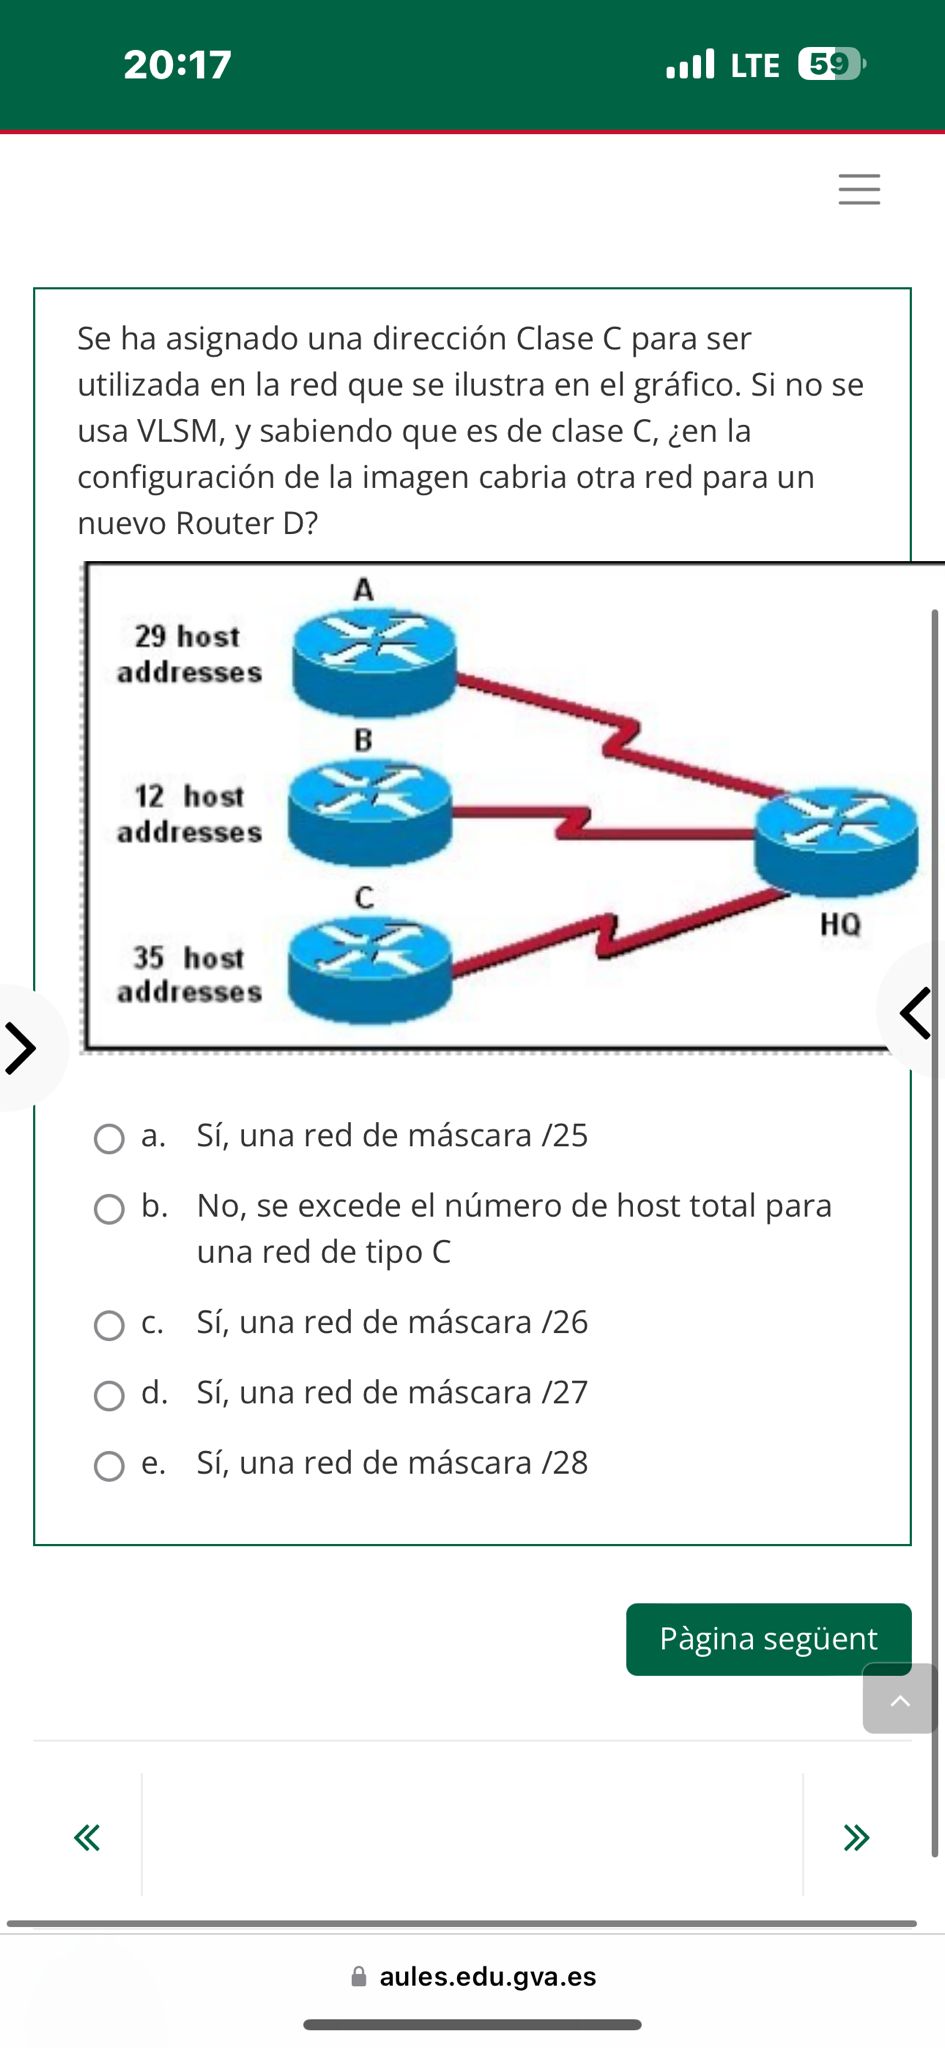 20:17
LTE
59
Se ha asignado una dirección Clase C para ser
utilizada en la red que se ilustra en el gráfico. Si no se
usa VLSM, y sabiendo que es de clase C, ¿en la
configuración de la imagen cabria otra red para un
nuevo Router D?
A
29 host
addresses
B
12 host
addresses
C
35 host
addresses
HQ
a. Sí, una red de máscara /25
b. No, se excede el número de host total para
una red de tipo C
c. Sí, una red de máscara /26
d. Sí, una red de máscara /27
e. Sí, una red de máscara /28
Pàgina següent
aules.edu.gva.es